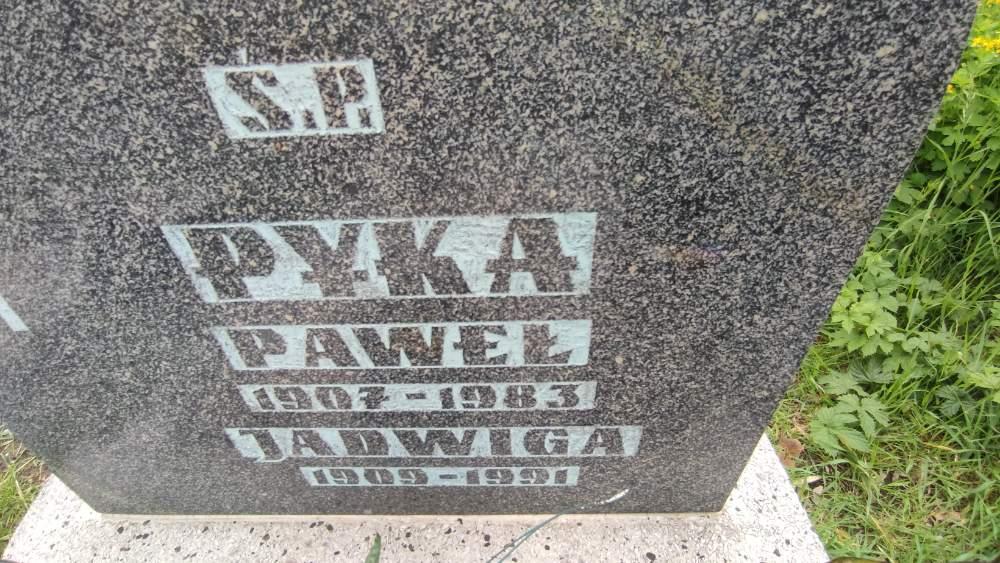 Ś.P.
PYKA
PAWEŁ
1907-1983
JADWIGA
1909-1991